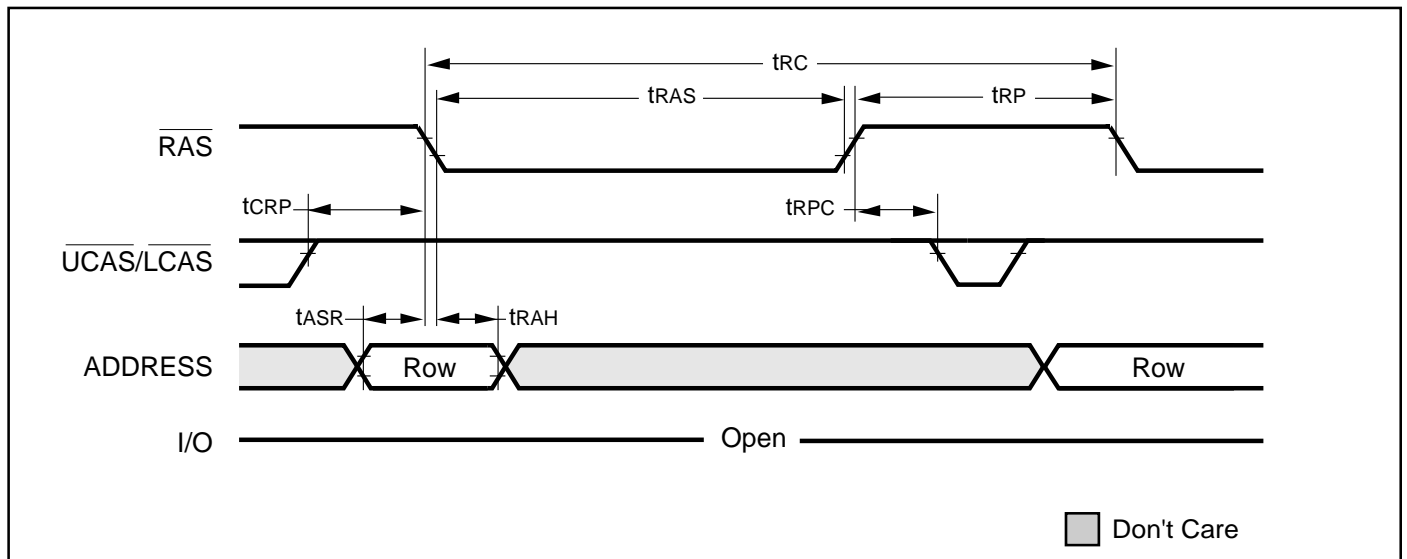 tRC
tRAS
tRP
RAS
tCRP
tRPC
UCAS/LCAS
tASR
tRAH
ADDRESS
Row
Row
I/O
Open
Don't Care